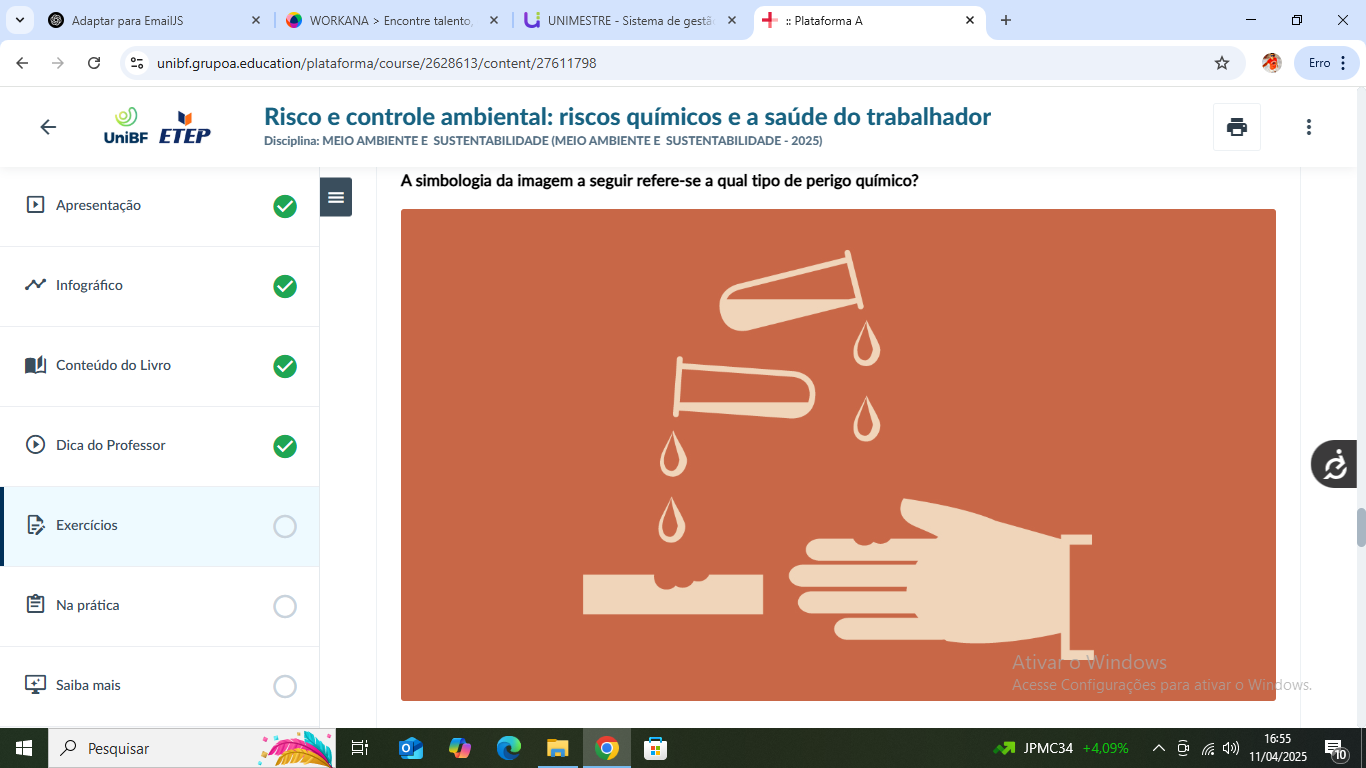 Adaptar para EmailJS
WORKANA > Encontre talento,
UNIMESTRE - Sistema de gestã
:: Plataforma A
unibf.grupoa.education/plataforma/course/2628613/content/27611798
Erro
UniBF
ETEP
Risco e controle ambiental: riscos químicos e a saúde do trabalhador
Disciplina: MEIO AMBIENTE E SUSTENTABILIDADE (MEIO AMBIENTE E SUSTENTABILIDADE - 2025)
Apresentação
Infográfico
Conteúdo do Livro
Dica do Professor
Exercícios
Na prática
Saiba mais
A simbologia da imagem a seguir refere-se a qual tipo de perigo químico?
Ativar o Windows
Acesse Configurações para ativar o Windows.
Pesquisar
JPMC34 +4,09%
16:55
11/04/2025
10